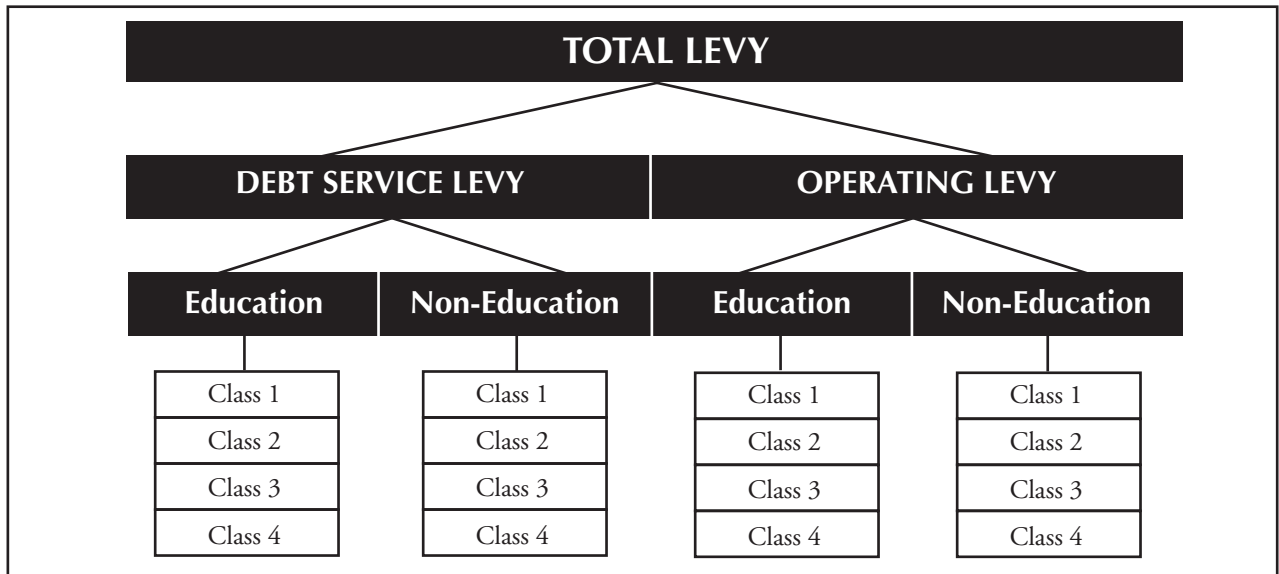 TOTAL LEVY
DEBT SERVICE LEVY
OPERATING LEVY
Education
Non-Education
Education
Non-Education
Class 1
Class 2
Class 3
Class 4
Class 1
Class 2
Class 3
Class 4
Class 1
Class 2
Class 3
Class 4
Class 1
Class 2
Class 3
Class 4